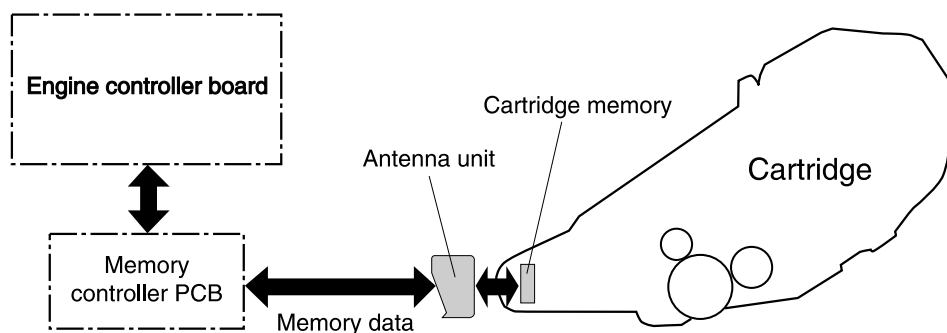 Engine controller board
Cartridge memory
Antenna unit
Cartridge
Memory
controller PCB
Memory data